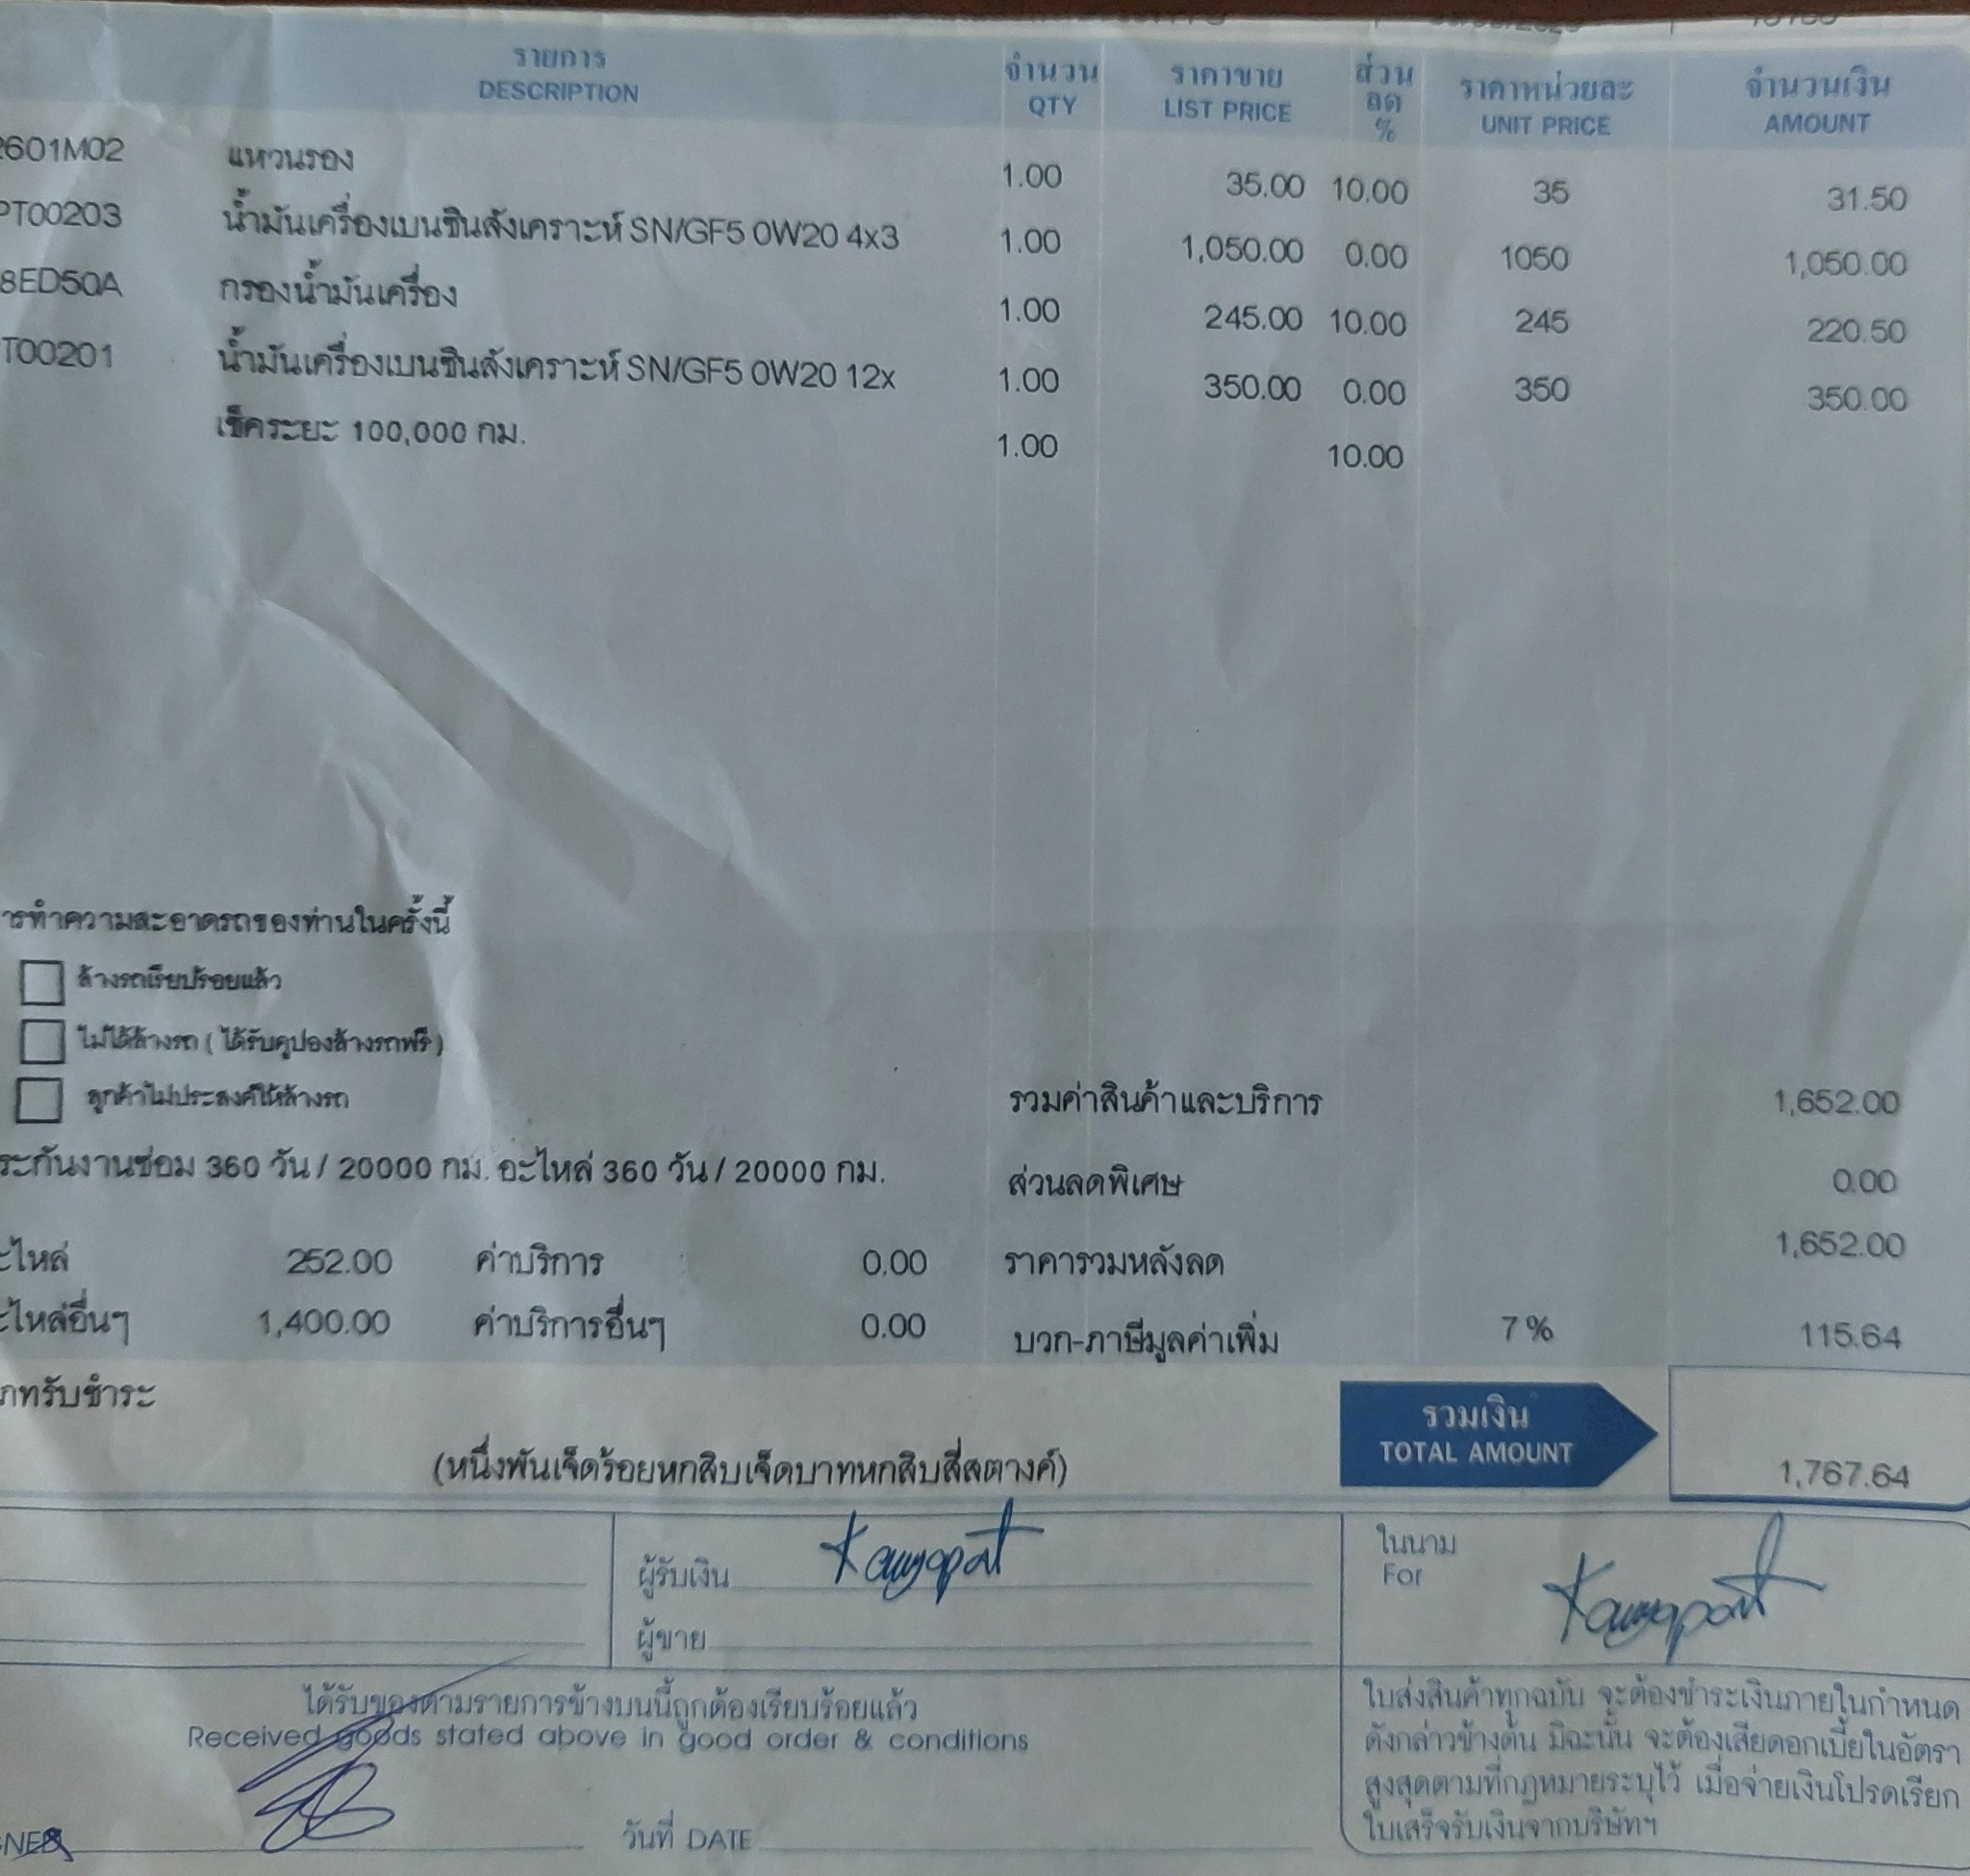 รายการ จำนวน ราคาขาย ส่วนลด % ราคาหน่วยละ จำนวนเงิน
DESCRIPTION QTY LIST PRICE UNIT PRICE AMOUNT
2601M02 แหวนรอง 1.00 35.00 10.00 35 31.50
PT00203 น้ำมันเครื่องเบนซินสังเคราะห์ SN/GF5 0W20 4x3 1.00 1,050.00 0.00 1050 1,050.00
8ED50A กรองน้ำมันเครื่อง 1.00 245.00 10.00 245 220.50
T00201 น้ำมันเครื่องเบนซินสังเคราะห์ SN/GF5 0W20 12x 1.00 350.00 0.00 350 350.00
เช็คระยะ 100,000 กม. 1.00 10.00
ารทำความสะอาดรถของท่านในครั้งนี้
ล้างรถเรียบร้อยแล้ว
ไม่ได้ล้างรถ ( ได้รับคูปองล้างรถฟรี )
ลูกค้าไม่ประสงค์ให้ล้างรถ
รวมค่าสินค้าและบริการ 1,652.00
ระกันงานซ่อม 360 วัน / 20000 กม. อะไหล่ 360 วัน / 20000 กม. ส่วนลดพิเศษ 0.00
ะไหล่ 252.00 ค่าบริการ 0.00 ราคารวมหลังลด 1,652.00
ะไหล่อื่นๆ 1,400.00 ค่าบริการอื่นๆ 0.00 บวก-ภาษีมูลค่าเพิ่ม 7 % 115.64
ภทรับชำระ
รวมเงิน
TOTAL AMOUNT 1,767.64
(หนึ่งพันเจ็ดร้อยหกสิบเจ็ดบาทหกสิบสี่สตางค์)
ผู้รับเงิน
ผู้ขาย
ในนาม
For
ได้รับของตามรายการข้างบนนี้ถูกต้องเรียบร้อยแล้ว
Received goods stated above in good order & conditions
วันที่ DATE
ใบส่งสินค้าทุกฉบับ จะต้องชำระเงินภายในกำหนด
ดังกล่าวข้างต้น มิฉะนั้น จะต้องเสียดอกเบี้ยในอัตรา
สูงสุดตามที่กฎหมายระบุไว้ เมื่อจ่ายเงินโปรดเรียก
ใบเสร็จรับเงินจากบริษัทฯ